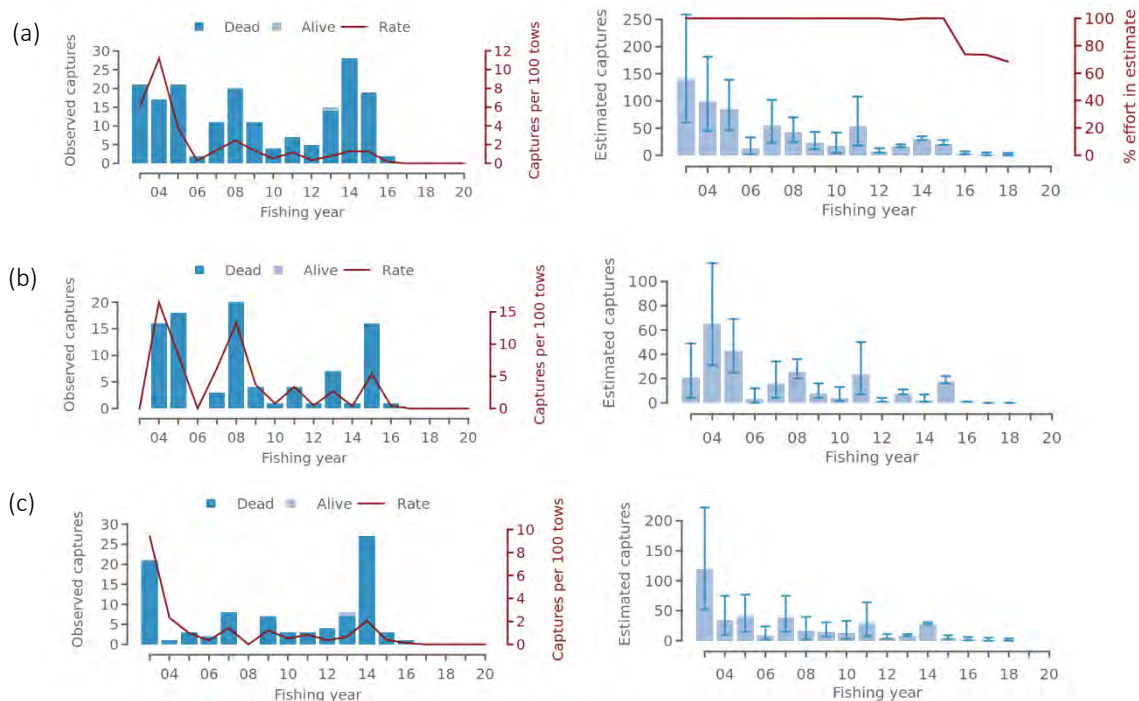 (a)
Dead Alive Rate
30
25
20
15
10
5
0
Observed captures
12
10
8
6
4
2
0
Captures per 100 tows
04 06 08 10 12 14 16 18 20
Fishing year
250
200
150
100
50
0
Estimated captures
100
80
60
40
20
0
% effort in estimate
04 06 08 10 12 14 16 18 20
Fishing year
(b)
Dead Alive Rate
20
15
10
5
0
Observed captures
15
10
5
0
Captures per 100 tows
04 06 08 10 12 14 16 18 20
Fishing year
100
80
60
40
20
0
Estimated captures
04 06 08 10 12 14 16 18 20
Fishing year
(c)
Dead Alive Rate
30
25
20
15
10
5
0
Observed captures
10
8
6
4
2
0
Captures per 100 tows
04 06 08 10 12 14 16 18 20
Fishing year
200
150
100
50
0
Estimated captures
04 06 08 10 12 14 16 18 20
Fishing year